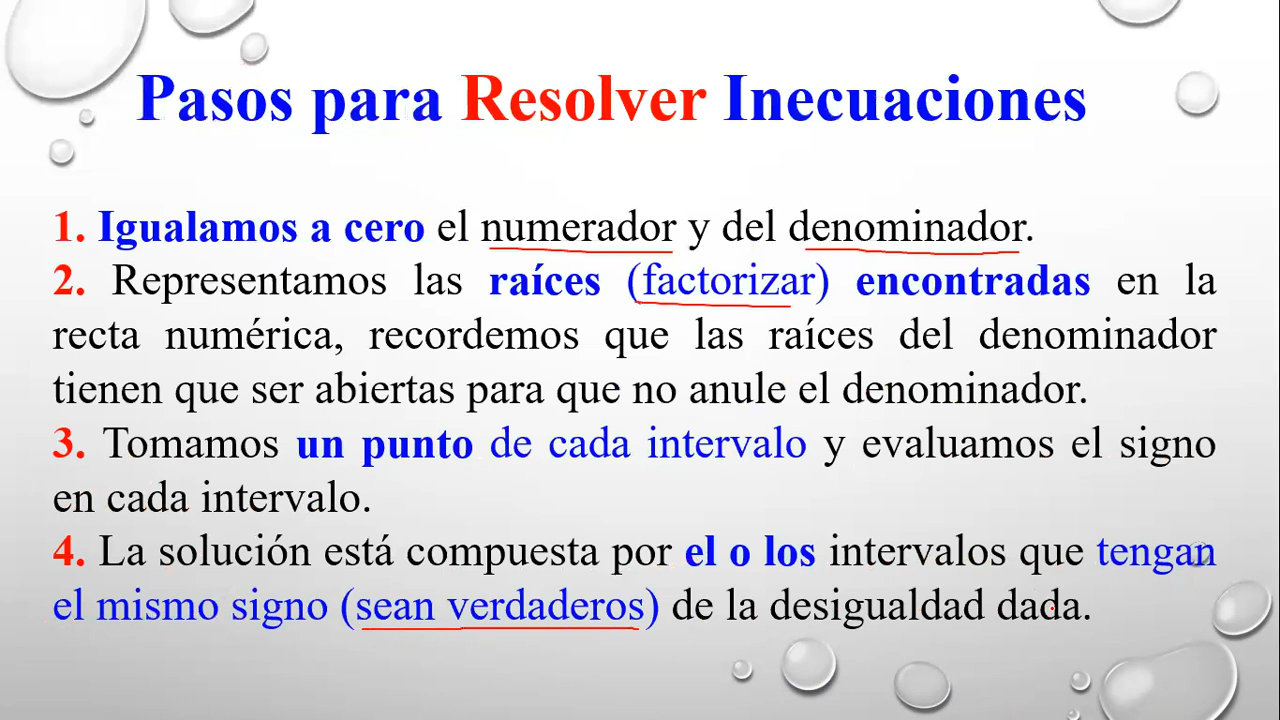 Pasos para Resolver Inecuaciones
1. Igualamos a cero el numerador y del denominador.
2. Representamos las raíces (factorizar) encontradas en la
recta numérica, recordemos que las raíces del denominador
tienen que ser abiertas para que no anule el denominador.
3. Tomamos un punto de cada intervalo y evaluamos el signo
en cada intervalo.
4. La solución está compuesta por el o los intervalos que tengan
el mismo signo (sean verdaderos) de la desigualdad dada.